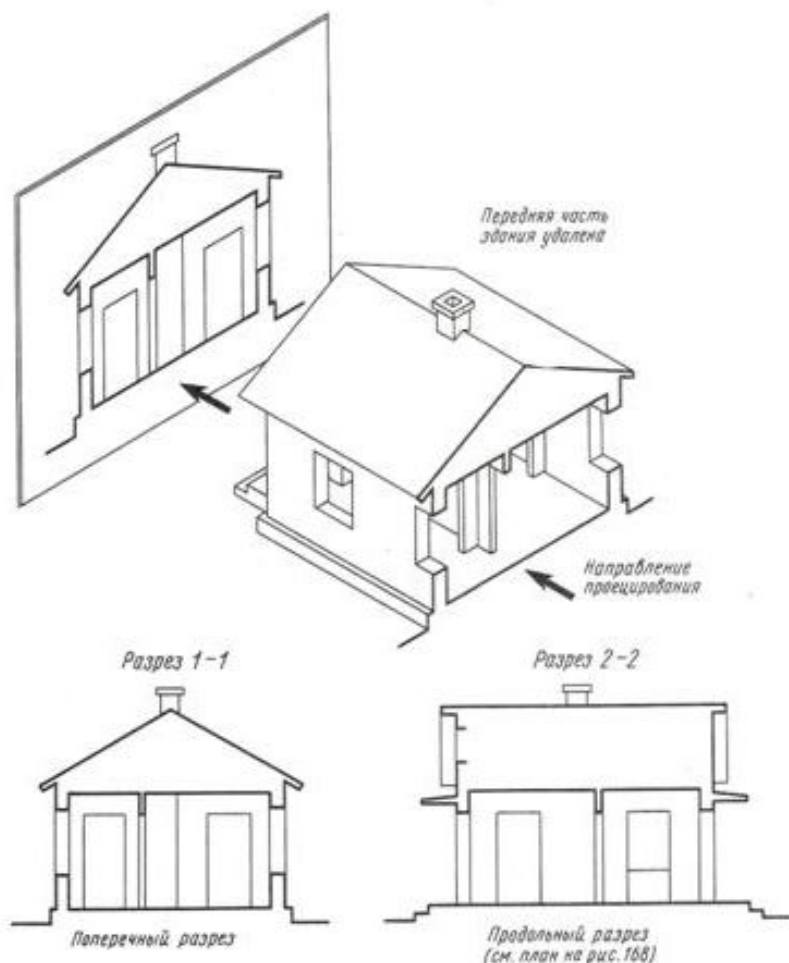 Передняя часть
здания удалена
Направление
проецирования
Разрез 1-1
Разрез 2-2
Поперечный разрез
Продольный разрез
(см. план на рис. 168)